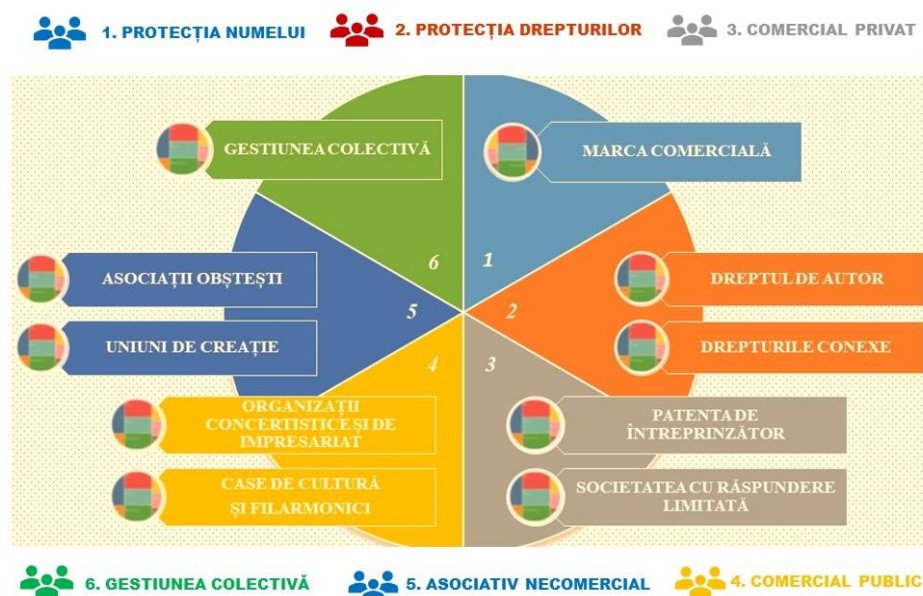 1. PROTECȚIA NUMELUI
2. PROTECȚIA DREPTURILOR
3. COMERCIAL PRIVAT
GESTIUNEA COLECTIVĂ
MARCA COMERCIALĂ
6
1
ASOCIAȚII OBȘTEȘTI
DREPTUL DE AUTOR
5
2
UNIUNI DE CREAȚIE
DREPTURILE CONEXE
4
3
ORGANIZAȚII
CONCERTISTICE ȘI DE
IMPRESARIAT
PATENTA DE
ÎNTREPRINZĂTOR
CASE DE CULTURĂ
ȘI FILARMONICI
SOCIETATEA CU RĂSPUNDERE
LIMITATĂ
6. GESTIUNEA COLECTIVĂ
5. ASOCIATIV NECOMERCIAL
4. COMERCIAL PUBLIC